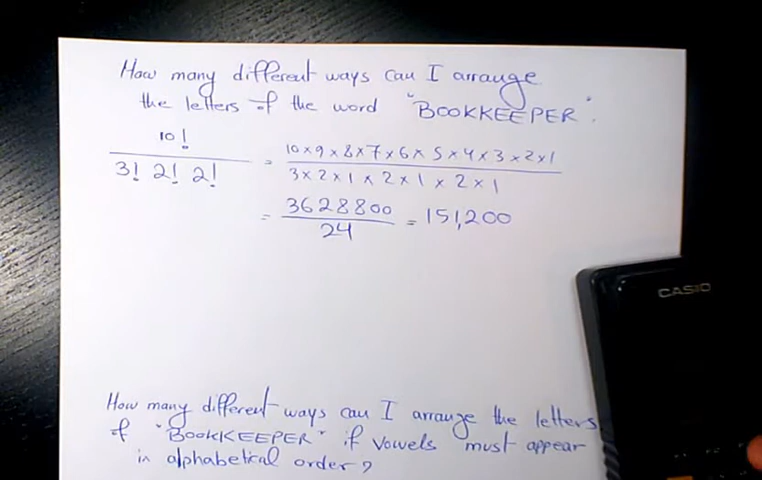 How many different ways can I arrange
the letters of the word "BOOKKEEPER".
10! / 3! 2! 2! = 10×9×8×7×6×5×4×3×2×1 / 3×2×1×2×1×2×1
= 3628800 / 24 = 151,200
CASIO
How many different ways can I arrange the letters
of "BOOKKEEPER" if vowels must appear
in alphabetical order?